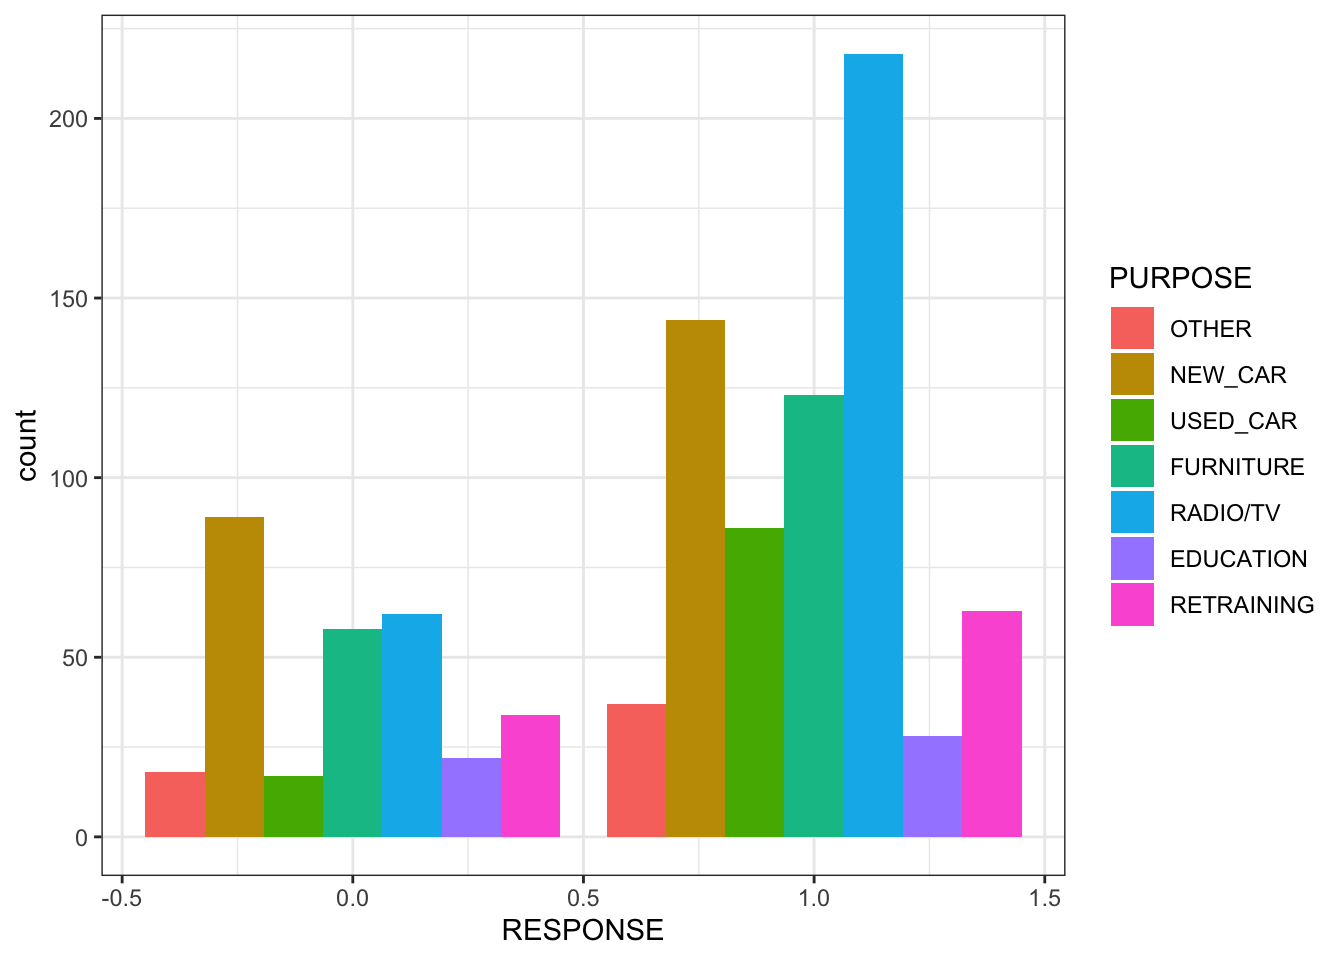 200
150
100
50
0
count
-0.5 0.0 0.5 1.0 1.5
RESPONSE
PURPOSE
OTHER
NEW_CAR
USED_CAR
FURNITURE
RADIO/TV
EDUCATION
RETRAINING